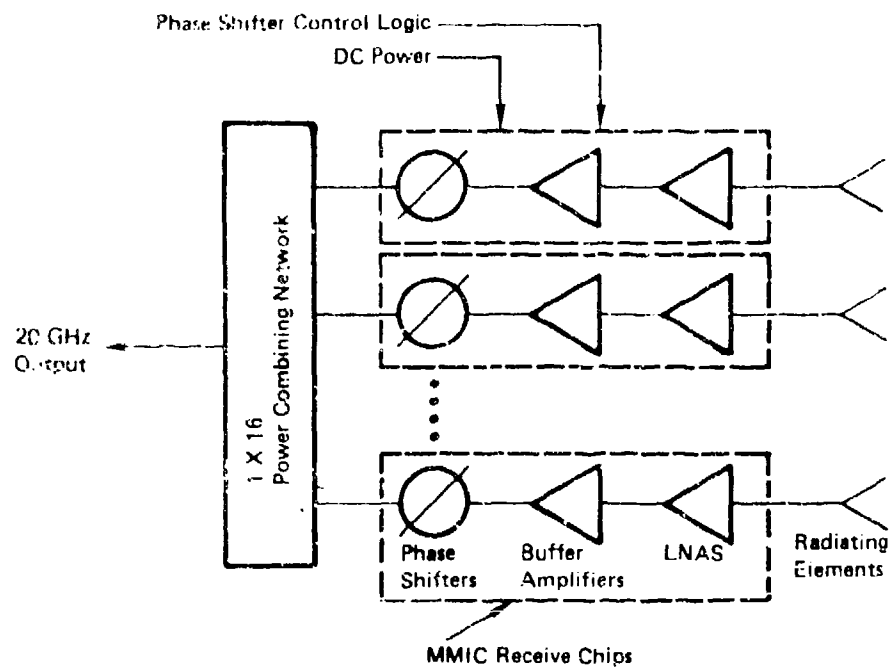 Phase Shifter Control Logic
DC Power
20 GHz
Output
1 X 16
Power Combining Network
Phase
Shifters
Buffer
Amplifiers
LNAS
Radiating
Elements
MMIC Receive Chips